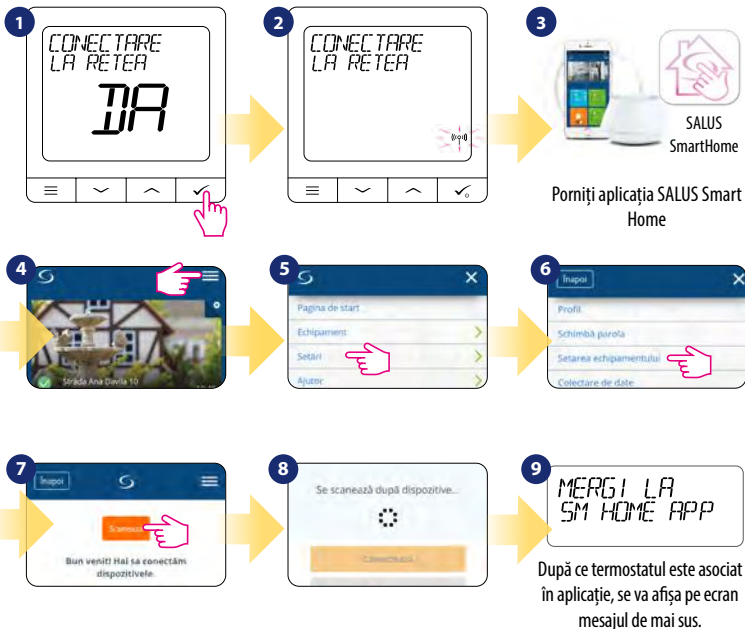 1
CONECTARE
LA RETEA
DA
2
CONECTARE
LA RETEA
3
SALUS
SmartHome
Porniți aplicația SALUS Smart
Home
4
Strada Ana Davila 10
5
Pagina de start
Echipament
Setări
Ajutor
6
Înapoi
Profil
Schimbă parola
Setarea echipamentului
Colectare de date
7
Înapoi
Bun venit! Hai sa conectăm
dispozitivele.
8
Se scanează după dispozitive...
Conectează
9
MERGI LA
SM HOME APP
După ce termostatul este asociat
în aplicație, se va afișa pe ecran
mesajul de mai sus.